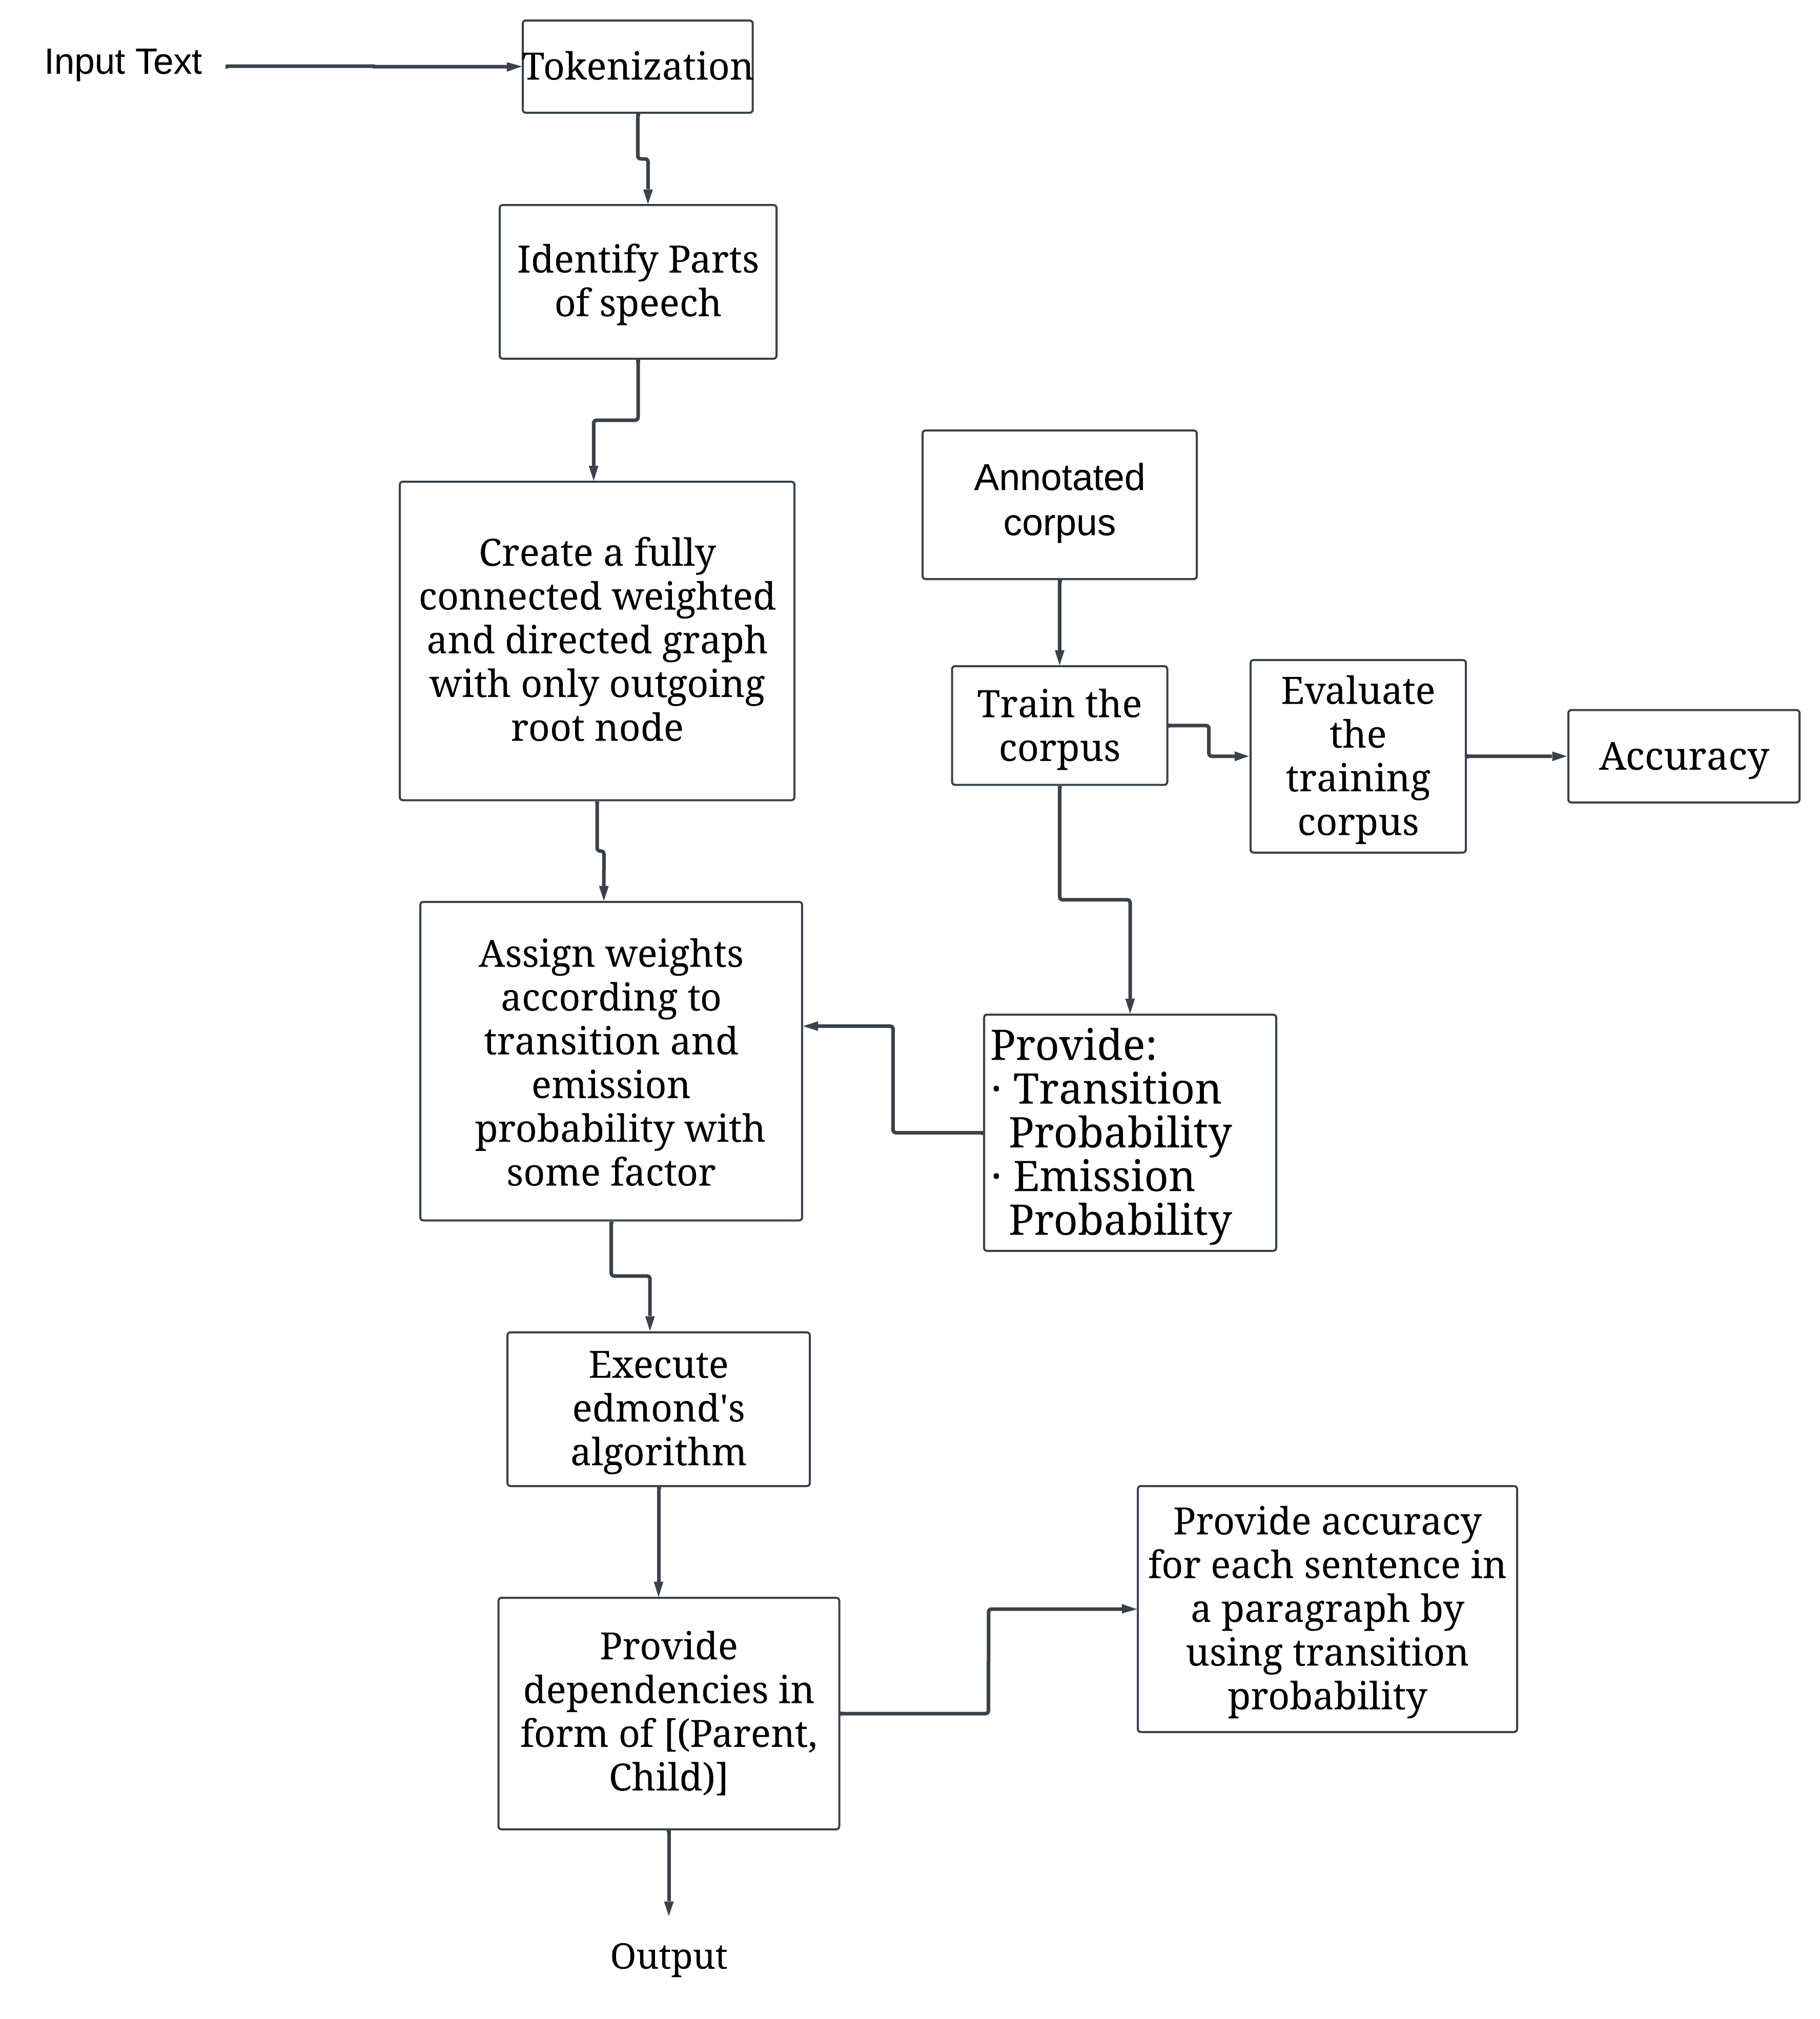 Input Text
Tokenization
Identify Parts
of speech
Create a fully
connected weighted
and directed graph
with only outgoing
root node
Annotated
corpus
Train the
corpus
Evaluate
the
training
corpus
Accuracy
Assign weights
according to
transition and
emission
probability with
some factor
Provide:
· Transition
Probability
· Emission
Probability
Execute
edmond's
algorithm
Provide
dependencies in
form of [(Parent,
Child)]
Provide accuracy
for each sentence in
a paragraph by
using transition
probability
Output